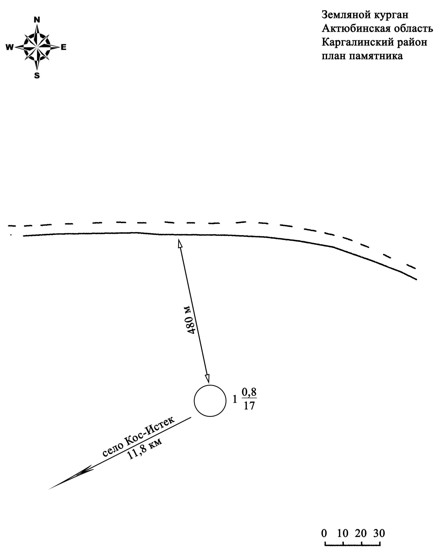 Земляной курган
Актюбинская область
Каргалинский район
план памятника
N
W E
S
480 м
1 0,8
17
село Кос-Истек
11,8 км
0 10 20 30